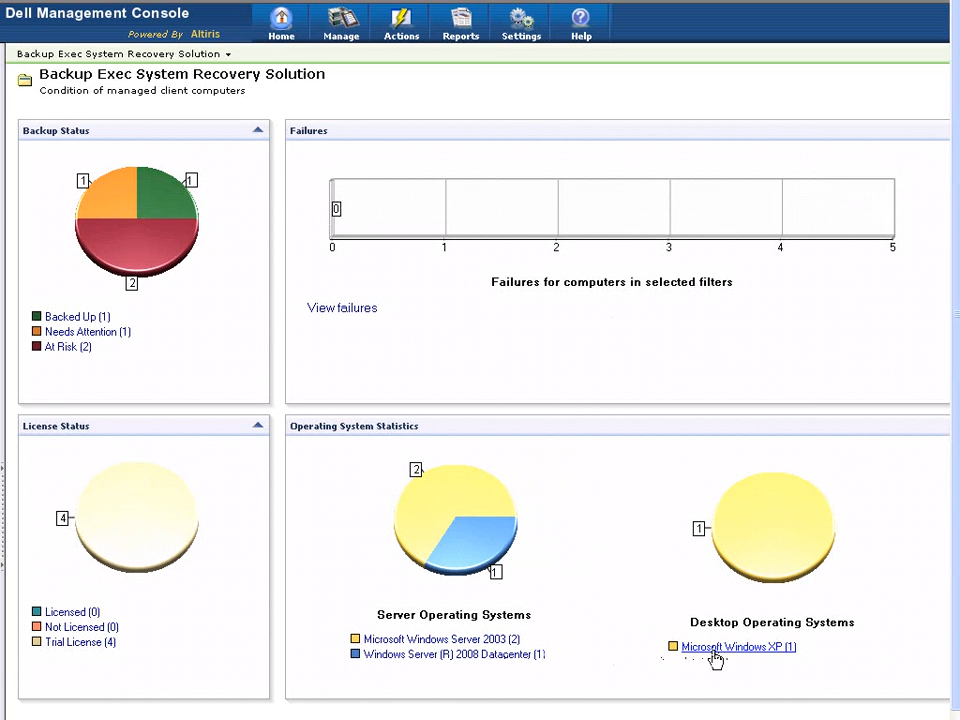 Dell Management Console
Powered By Altiris
Home Manage Actions Reports Settings Help
Backup Exec System Recovery Solution
Backup Exec System Recovery Solution
Condition of managed client computers
Backup Status
1
1
2
Backed Up (1)
Needs Attention (1)
At Risk (2)
Failures
0
0 1 2 3 4 5
Failures for computers in selected filters
View failures
License Status
4
Licensed (0)
Not Licensed (0)
Trial License (4)
Operating System Statistics
2
1
Server Operating Systems
Microsoft Windows Server 2003 (2)
Windows Server (R) 2008 Datacenter (1)
1
Desktop Operating Systems
Microsoft Windows XP (1)